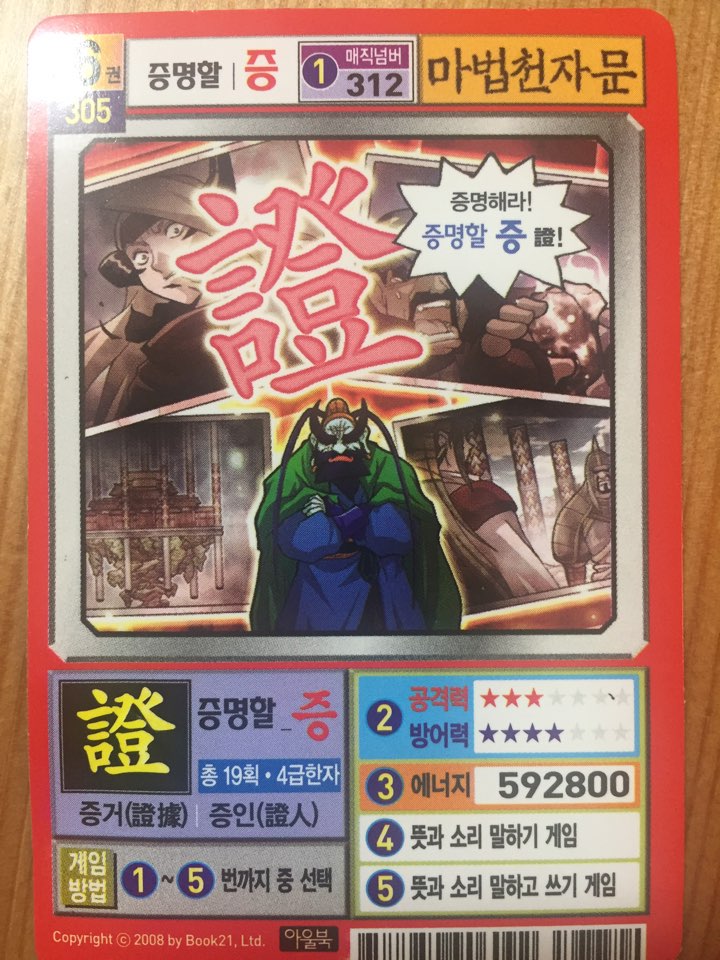 권
305
증명할 증
1 매직넘버
312
마법천자문
證
증명해라!
증명할 증 證!
證 증명할_증
총 19획・4급한자
증거(證據) 증인(證人)
게임
방법 1~5 번까지 중 선택
2 공격력 ★★★☆☆☆☆
방어력 ★★★★☆☆☆
3 에너지 592800
4 뜻과 소리 말하기 게임
5 뜻과 소리 말하고 쓰기 게임
Copyright ⓒ 2008 by Book21, Ltd. 아울북